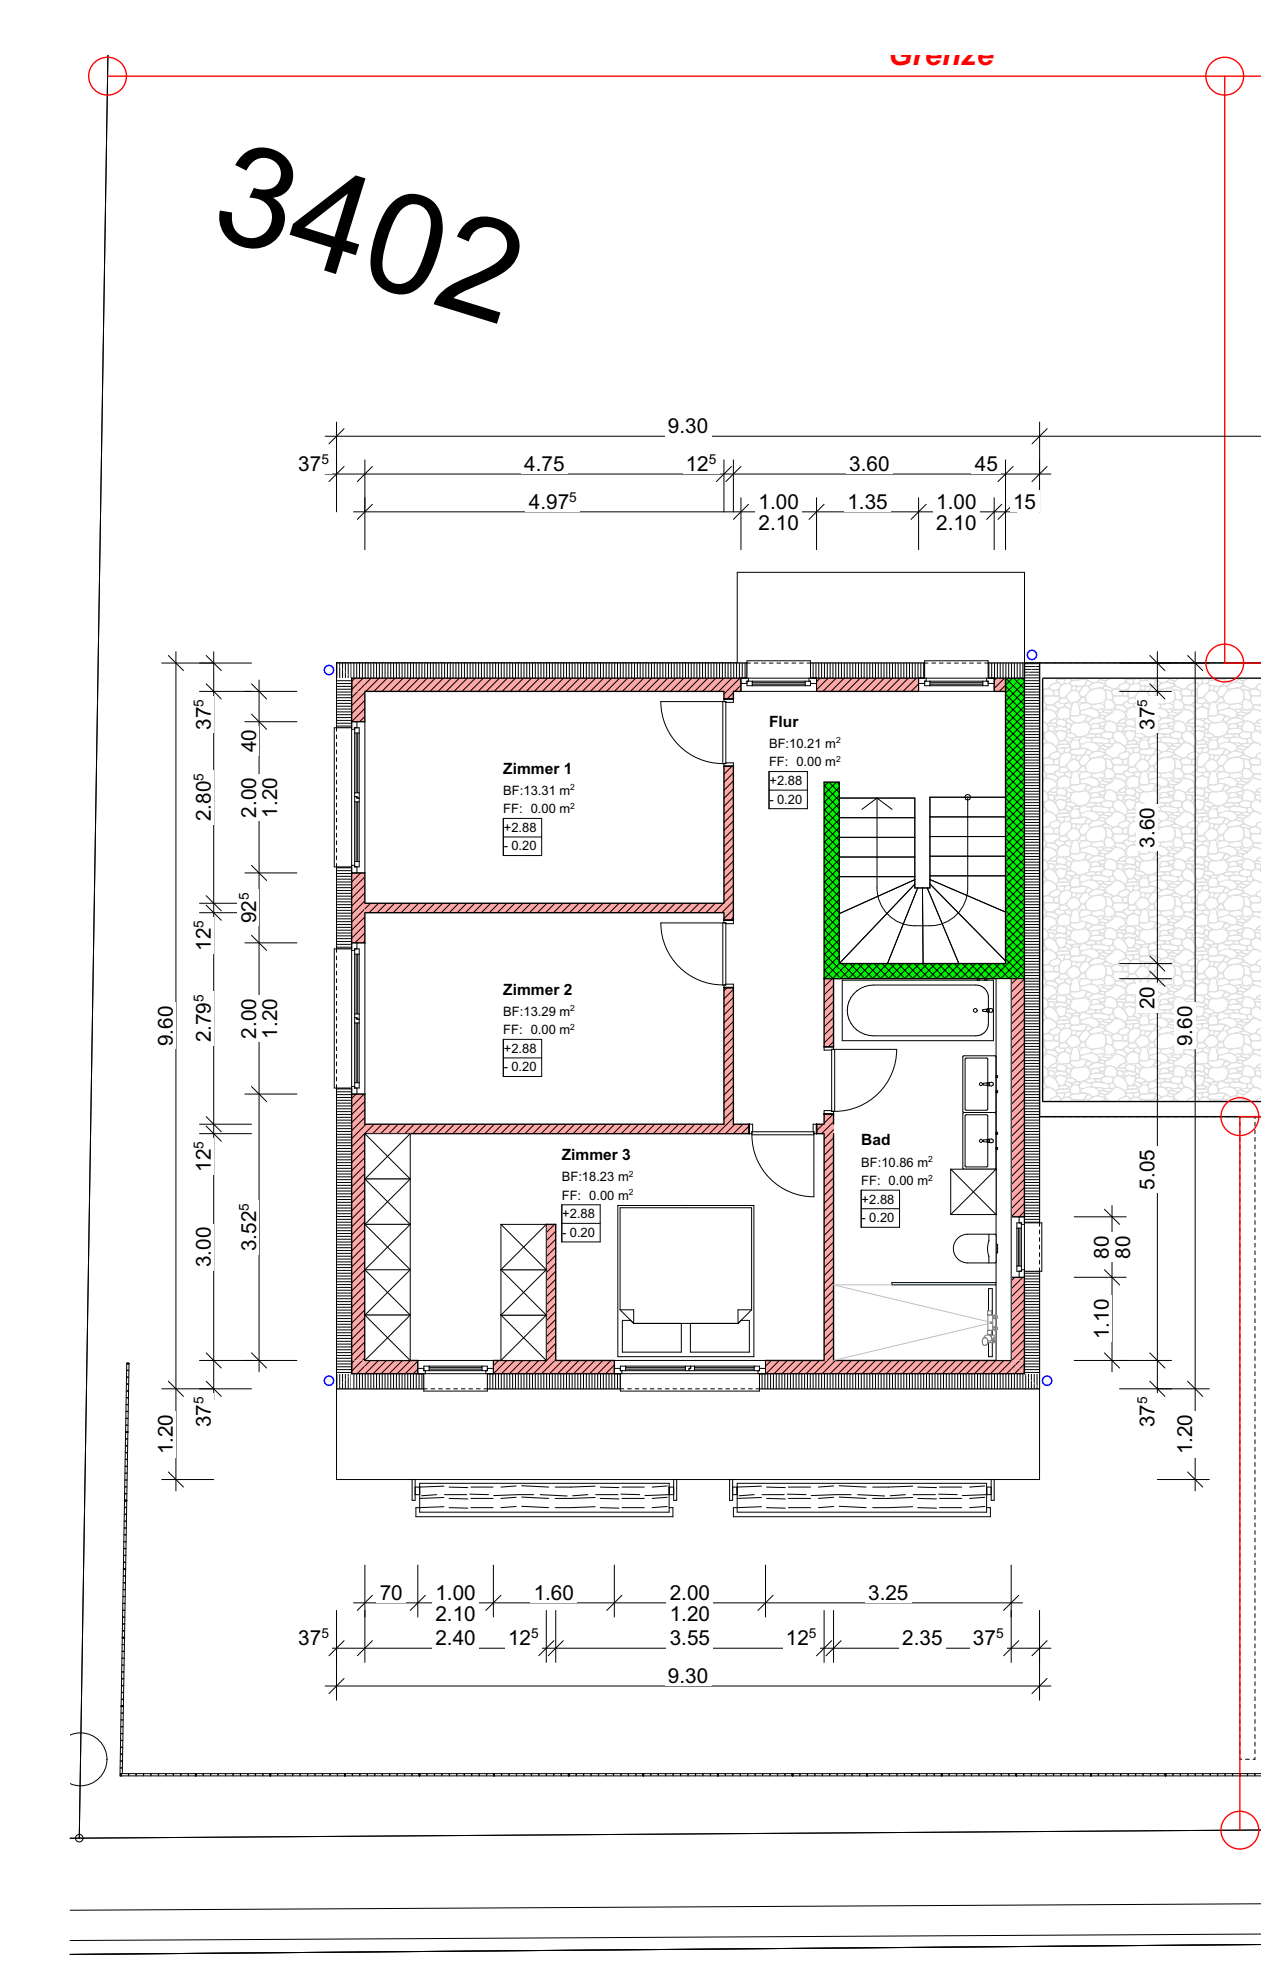 Grenze
3402
9.30
37⁵ 4.75 12⁵ 3.60 45
4.97⁵ 1.00 1.35 1.00 15
2.10 2.10
Flur
BF:10.21 m²
FF: 0.00 m²
+2.88
- 0.20
Zimmer 1
BF:13.31 m²
FF: 0.00 m²
+2.88
- 0.20
Zimmer 2
BF:13.29 m²
FF: 0.00 m²
+2.88
- 0.20
Zimmer 3
BF:18.23 m²
FF: 0.00 m²
+2.88
- 0.20
Bad
BF:10.86 m²
FF: 0.00 m²
+2.88
- 0.20
9.60
1.20
37⁵
2.80⁵
12⁵
2.79⁵
12⁵
3.00
37⁵
40
2.00
1.20
92⁵
2.00
1.20
3.52⁵
37⁵
3.60
20
5.05
37⁵
9.60
1.20
80
80
1.10
70 1.00 1.60 2.00 3.25
2.10 1.20
37⁵ 2.40 12⁵ 3.55 12⁵ 2.35 37⁵
9.30